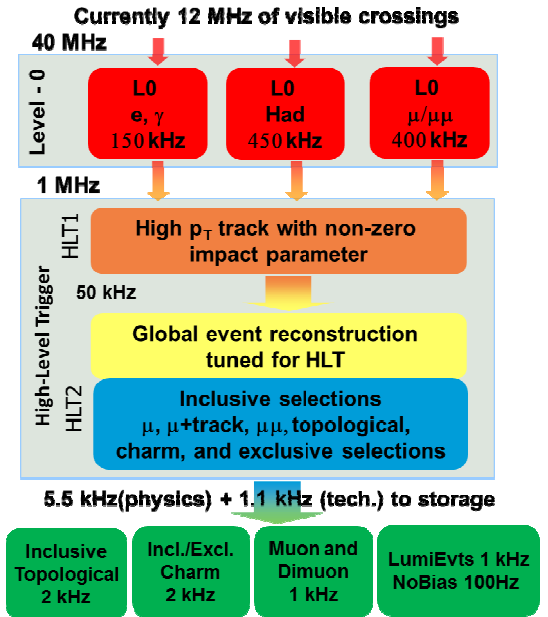 Currently 12 MHz of visible crossings
40 MHz
Level - 0
L0
e, γ
150 kHz
L0
Had
450 kHz
L0
μ/μμ
400 kHz
1 MHz
High-Level Trigger
HLT1
High pT track with non-zero
impact parameter
50 kHz
Global event reconstruction
tuned for HLT
HLT2
Inclusive selections
μ, μ+track, μμ, topological,
charm, and exclusive selections
5.5 kHz(physics) + 1.1 kHz (tech.) to storage
Inclusive
Topological
2 kHz
Incl./Excl.
Charm
2 kHz
Muon and
Dimuon
1 kHz
LumiEvts 1 kHz
NoBias 100Hz